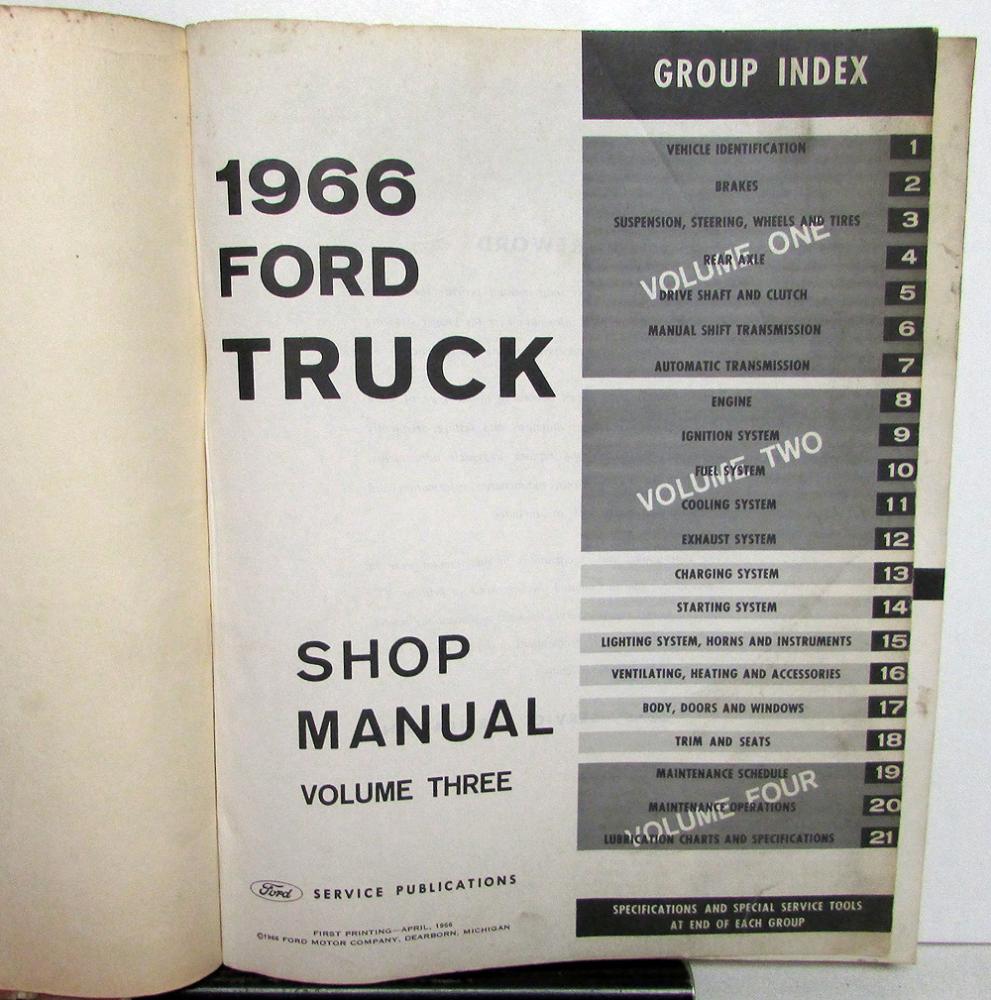 1966
FORD
TRUCK
SHOP
MANUAL
VOLUME THREE
Ford SERVICE PUBLICATIONS
FIRST PRINTING—APRIL, 1966
©1966 FORD MOTOR COMPANY, DEARBORN, MICHIGAN
GROUP INDEX
VEHICLE IDENTIFICATION 1
BRAKES 2
SUSPENSION, STEERING, WHEELS AND TIRES 3
REAR AXLE 4
DRIVE SHAFT AND CLUTCH 5
MANUAL SHIFT TRANSMISSION 6
AUTOMATIC TRANSMISSION 7
VOLUME ONE
ENGINE 8
IGNITION SYSTEM 9
FUEL SYSTEM 10
COOLING SYSTEM 11
EXHAUST SYSTEM 12
VOLUME TWO
CHARGING SYSTEM 13
STARTING SYSTEM 14
LIGHTING SYSTEM, HORNS AND INSTRUMENTS 15
VENTILATING, HEATING AND ACCESSORIES 16
BODY, DOORS AND WINDOWS 17
TRIM AND SEATS 18
MAINTENANCE SCHEDULE 19
MAINTENANCE OPERATIONS 20
LUBRICATION CHARTS AND SPECIFICATIONS 21
VOLUME FOUR
SPECIFICATIONS AND SPECIAL SERVICE TOOLS
AT END OF EACH GROUP